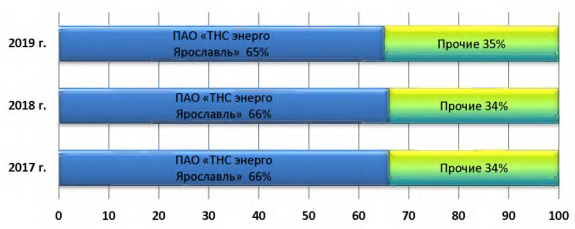 2019 г.
ПАО «ТНС энерго
Ярославль» 65%
Прочие 35%
2018 г.
ПАО «ТНС энерго
Ярославль» 66%
Прочие 34%
2017 г.
ПАО «ТНС энерго
Ярославль» 66%
Прочие 34%
0 10 20 30 40 50 60 70 80 90 100